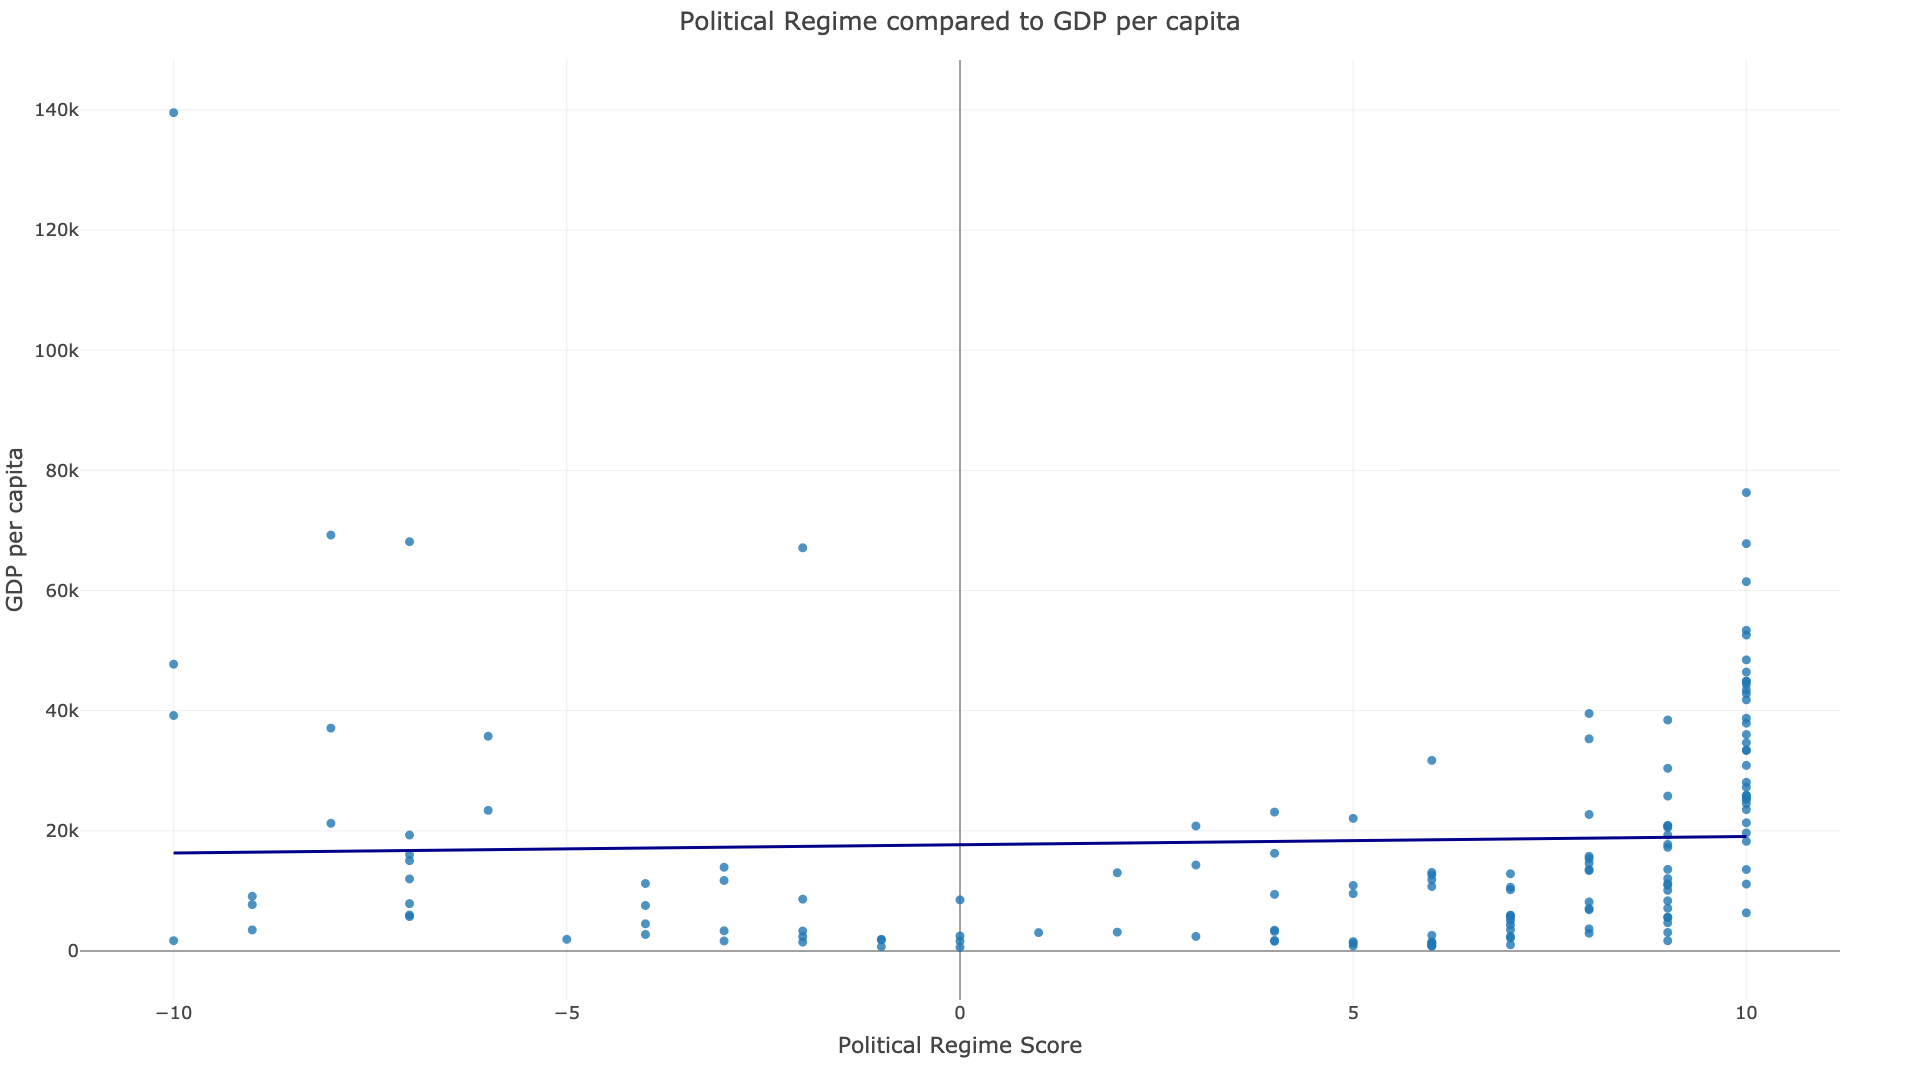 Political Regime compared to GDP per capita
140k
120k
100k
80k
60k
40k
20k
0
GDP per capita
−10
−5
0
5
10
Political Regime Score